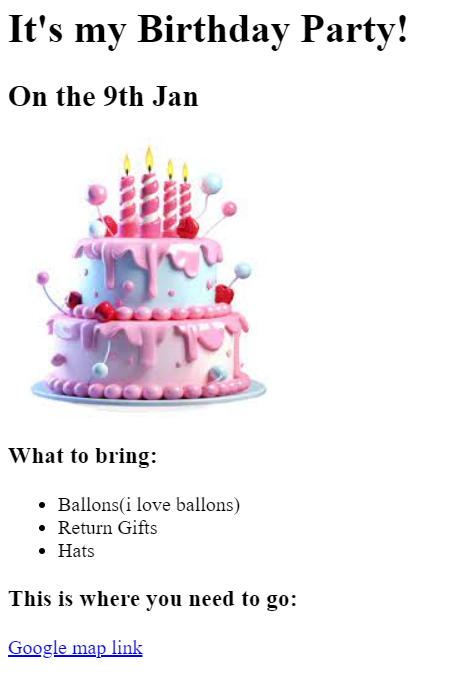 It's my Birthday Party!
On the 9th Jan
What to bring:
Ballons(i love ballons)
Return Gifts
Hats
This is where you need to go:
Google map link